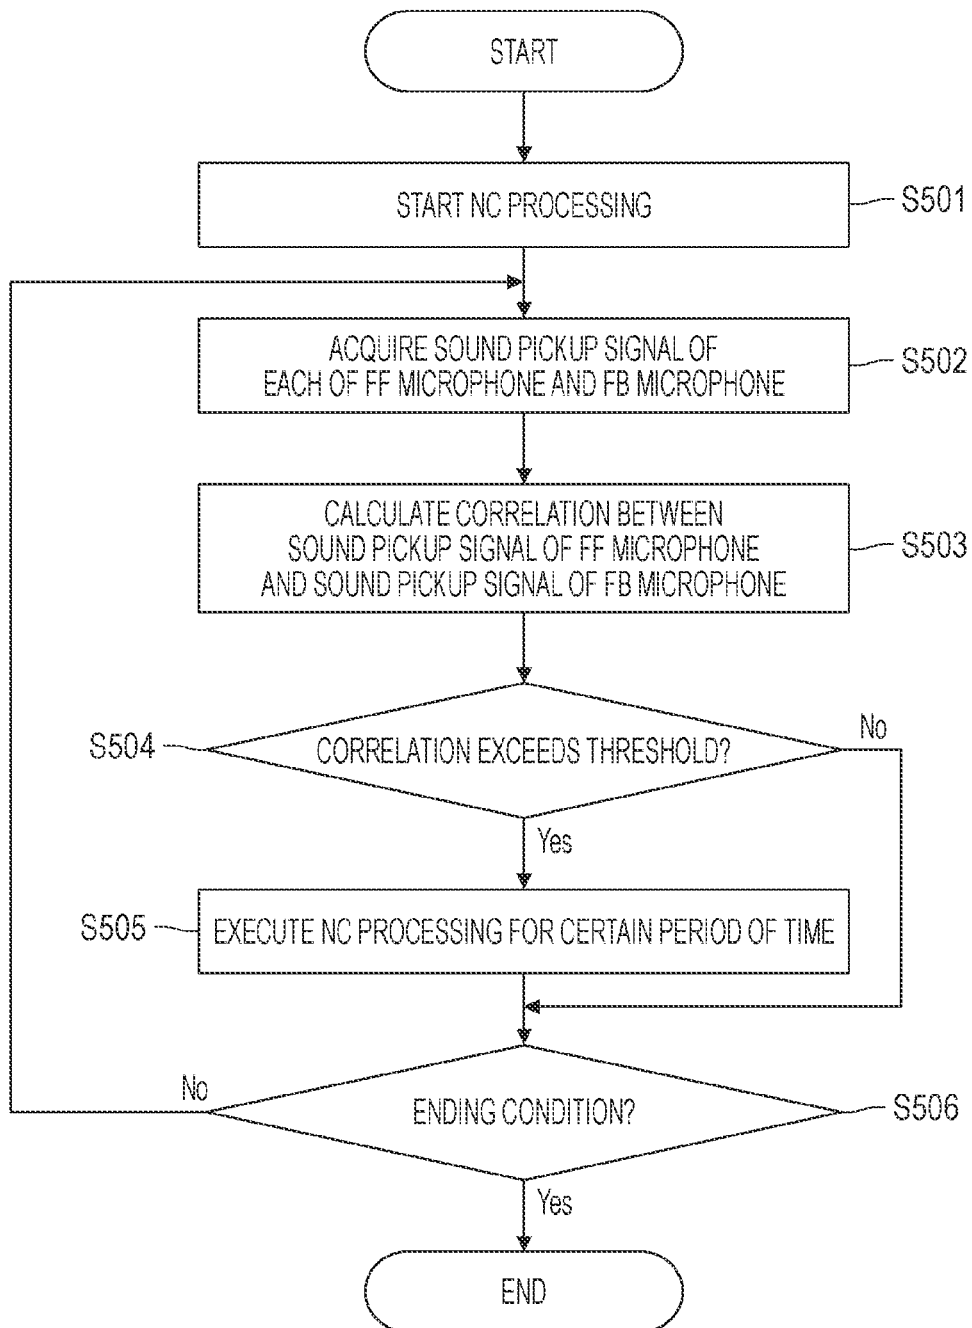 START
START NC PROCESSING
S501
ACQUIRE SOUND PICKUP SIGNAL OF
EACH OF FF MICROPHONE AND FB MICROPHONE
S502
CALCULATE CORRELATION BETWEEN
SOUND PICKUP SIGNAL OF FF MICROPHONE
AND SOUND PICKUP SIGNAL OF FB MICROPHONE
S503
S504
CORRELATION EXCEEDS THRESHOLD?
No
Yes
S505
EXECUTE NC PROCESSING FOR CERTAIN PERIOD OF TIME
No
ENDING CONDITION?
S506
Yes
END